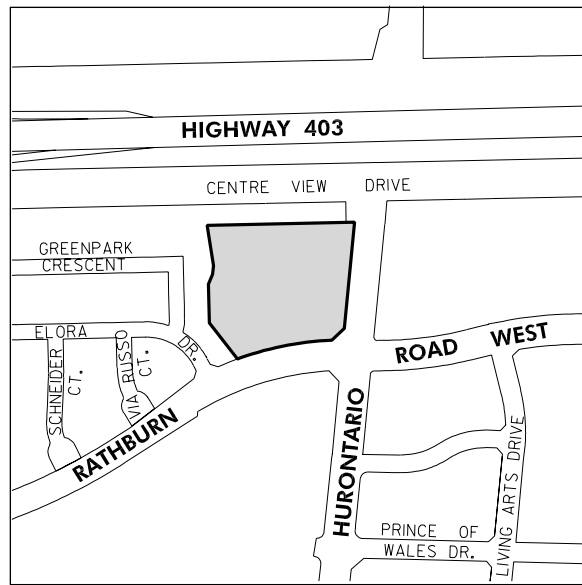 HIGHWAY 403
CENTRE VIEW DRIVE
GREENPARK
CRESCENT
ELORA
DR.
SCHNEIDER
CT.
VIA RUSSO
CT.
RATHBURN
ROAD WEST
HURONTARIO
LIVING ARTS DRIVE
PRINCE OF
WALES DR.